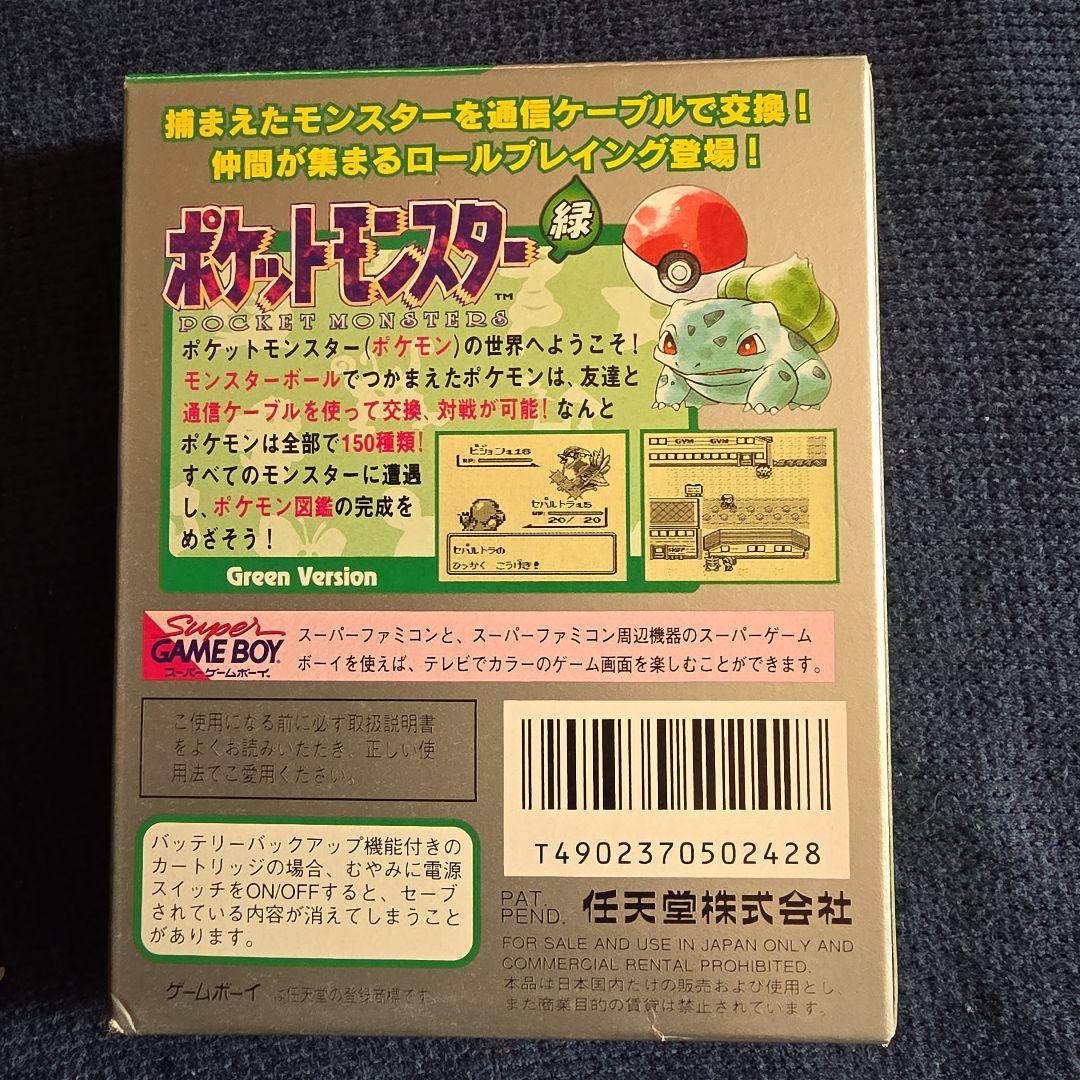 捕まえたモンスターを通信ケーブルで交換!
仲間が集まるロールプレイング登場!
ポケットモンスター 緑
TM
POCKET MONSTERS
ポケットモンスター(ポケモン)の世界へようこそ!
モンスターボールでつかまえたポケモンは、友達と
通信ケーブルを使って交換、対戦が可能!なんと
ポケモンは全部で150種類!
すべてのモンスターに遭遇
し、ポケモン図鑑の完成を
めざそう!
Green Version
ピジョン :L18
HP:
セバルトラ :L15
HP:
20/ 20
セバルトラの
ひっかく こうげき!
GYM GYM
Super
GAME BOY
スーパーゲームボーイ
スーパーファミコンと、スーパーファミコン周辺機器のスーパーゲーム
ボーイを使えば、テレビでカラーのゲーム画面を楽しむことができます。
ご使用になる前に必ず取扱説明書
をよくお読みいただき、正しい使
用法でご愛用ください。
バッテリーバックアップ機能付きの
カートリッジの場合、むやみに電源
スイッチをON/OFFすると、セーブ
されている内容が消えてしまうこと
があります。
ゲームボーイ は任天堂の登録商標です。
T4902370502428
PAT.
PEND. 任天堂株式会社
FOR SALE AND USE IN JAPAN ONLY AND
COMMERCIAL RENTAL PROHIBITED.
本品は日本国内だけの販売および使用とし、
また商業目的の賃貸は禁止されています。